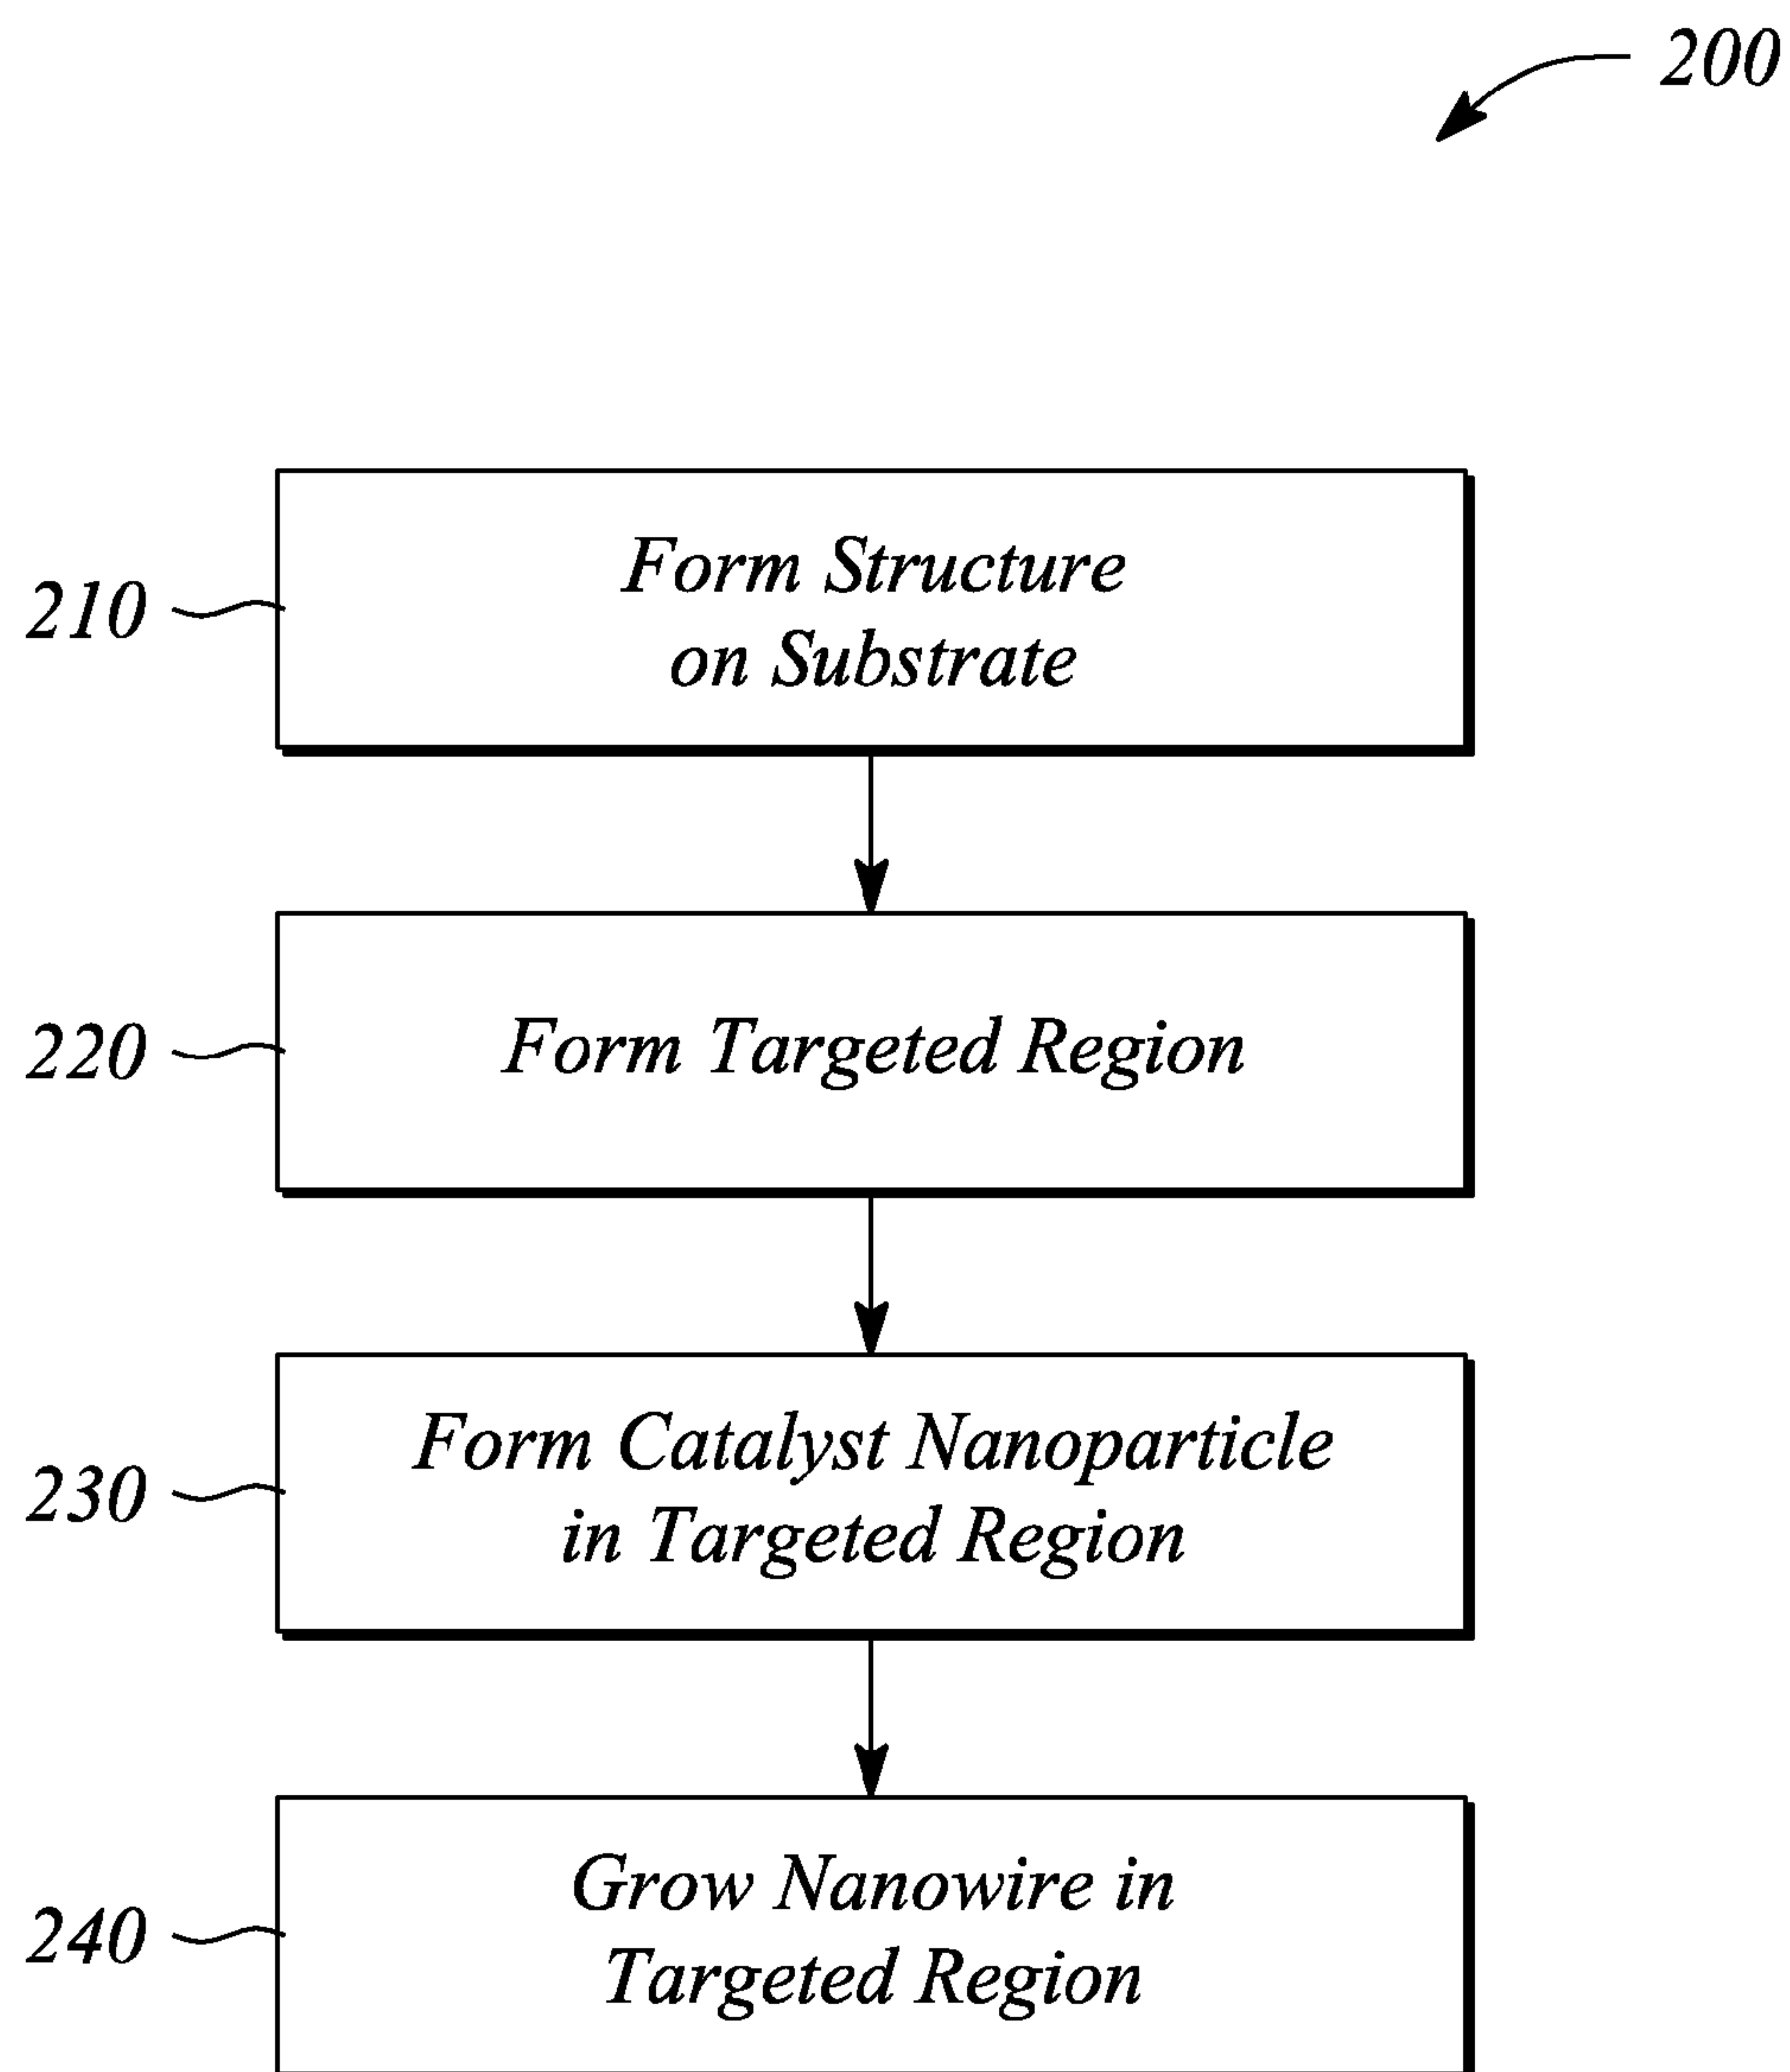 200
210
Form Structure
on Substrate
220
Form Targeted Region
230
Form Catalyst Nanoparticle
in Targeted Region
240
Grow Nanowire in
Targeted Region